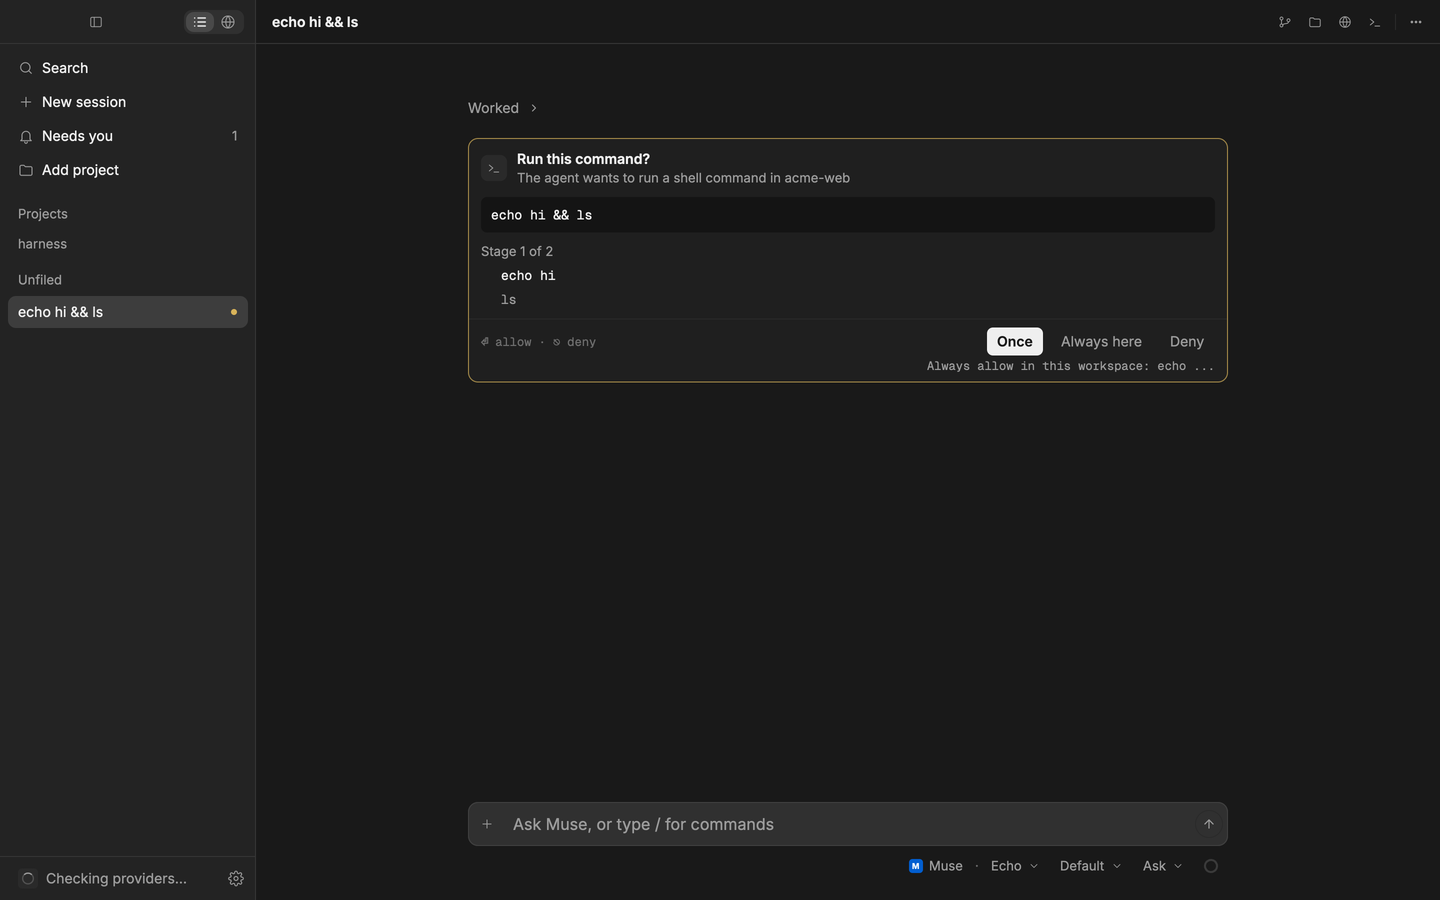 echo hi && ls
Search
New session
Needs you 1
Add project
Projects
harness
Unfiled
echo hi && ls
Checking providers...
Worked
Run this command?
The agent wants to run a shell command in acme-web
echo hi && ls
Stage 1 of 2
echo hi
ls
allow · deny
Once
Always here
Deny
Always allow in this workspace: echo ...
Ask Muse, or type / for commands
M Muse · Echo Default Ask